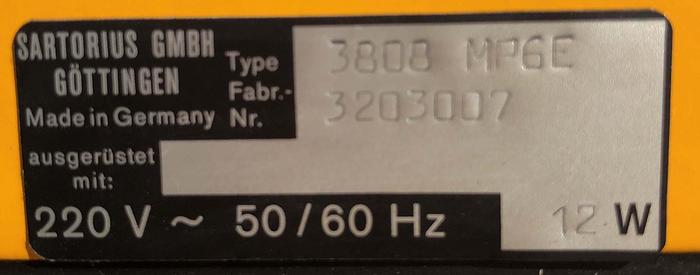 SARTORIUS GMBH
GÖTTINGEN
Made in Germany
Type 3808 MP6E
Fabr.-
Nr. 3203007
ausgerüstet
mit:
220 V ~ 50/60 Hz 12 W